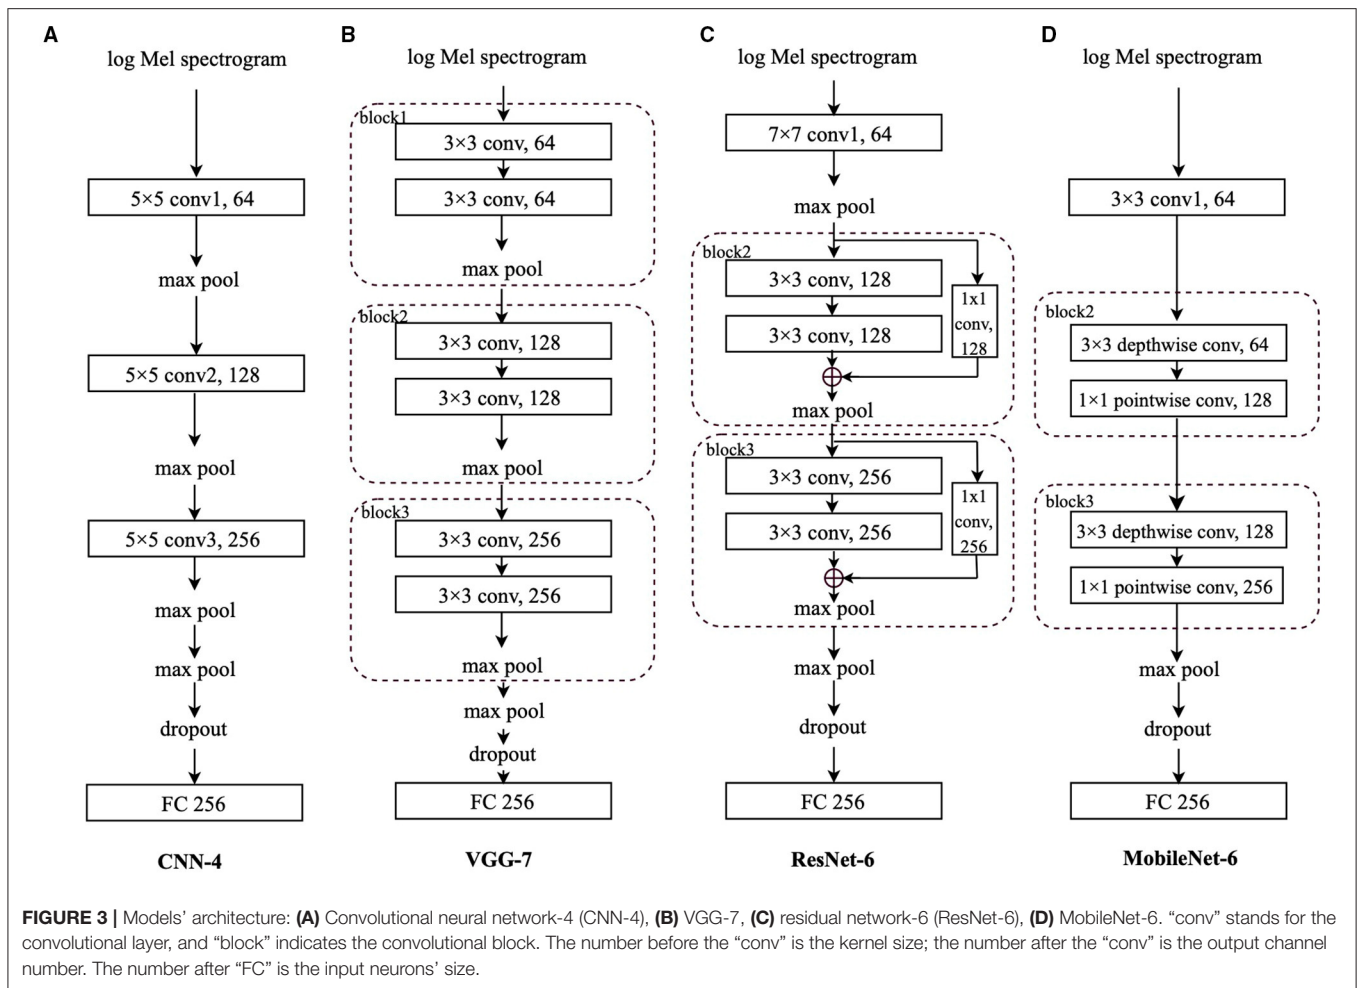 A
log Mel spectrogram
5×5 conv1, 64
max pool
5×5 conv2, 128
max pool
5×5 conv3, 256
max pool
max pool
dropout
FC 256
CNN-4
B
log Mel spectrogram
block1
3×3 conv, 64
3×3 conv, 64
max pool
block2
3×3 conv, 128
3×3 conv, 128
max pool
block3
3×3 conv, 256
3×3 conv, 256
max pool
max pool
dropout
FC 256
VGG-7
C
log Mel spectrogram
7×7 conv1, 64
max pool
block2
3×3 conv, 128
3×3 conv, 128
1x1
conv,
128
max pool
block3
3×3 conv, 256
3×3 conv, 256
1x1
conv,
256
max pool
max pool
dropout
FC 256
ResNet-6
D
log Mel spectrogram
3×3 conv1, 64
block2
3×3 depthwise conv, 64
1×1 pointwise conv, 128
block3
3×3 depthwise conv, 128
1×1 pointwise conv, 256
max pool
dropout
FC 256
MobileNet-6
FIGURE 3 | Models’ architecture: (A) Convolutional neural network-4 (CNN-4), (B) VGG-7, (C) residual network-6 (ResNet-6), (D) MobileNet-6. “conv” stands for the
convolutional layer, and “block” indicates the convolutional block. The number before the “conv” is the kernel size; the number after the “conv” is the output channel
number. The number after “FC” is the input neurons’ size.